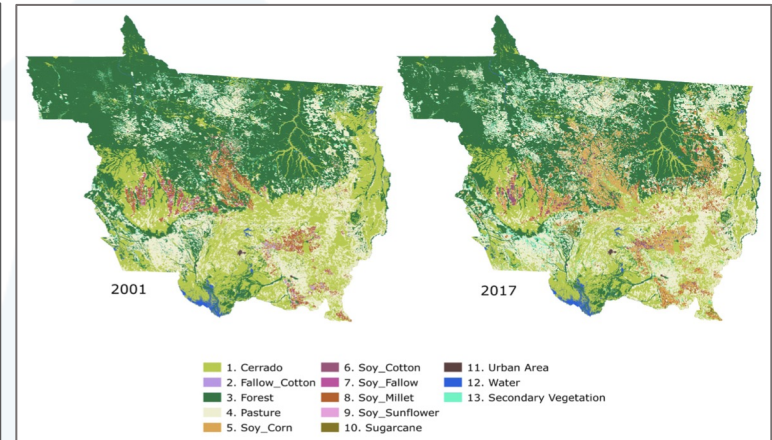 2001
2017
1. Cerrado
2. Fallow_Cotton
3. Forest
4. Pasture
5. Soy_Corn
6. Soy_Cotton
7. Soy_Fallow
8. Soy_Millet
9. Soy_Sunflower
10. Sugarcane
11. Urban Area
12. Water
13. Secondary Vegetation